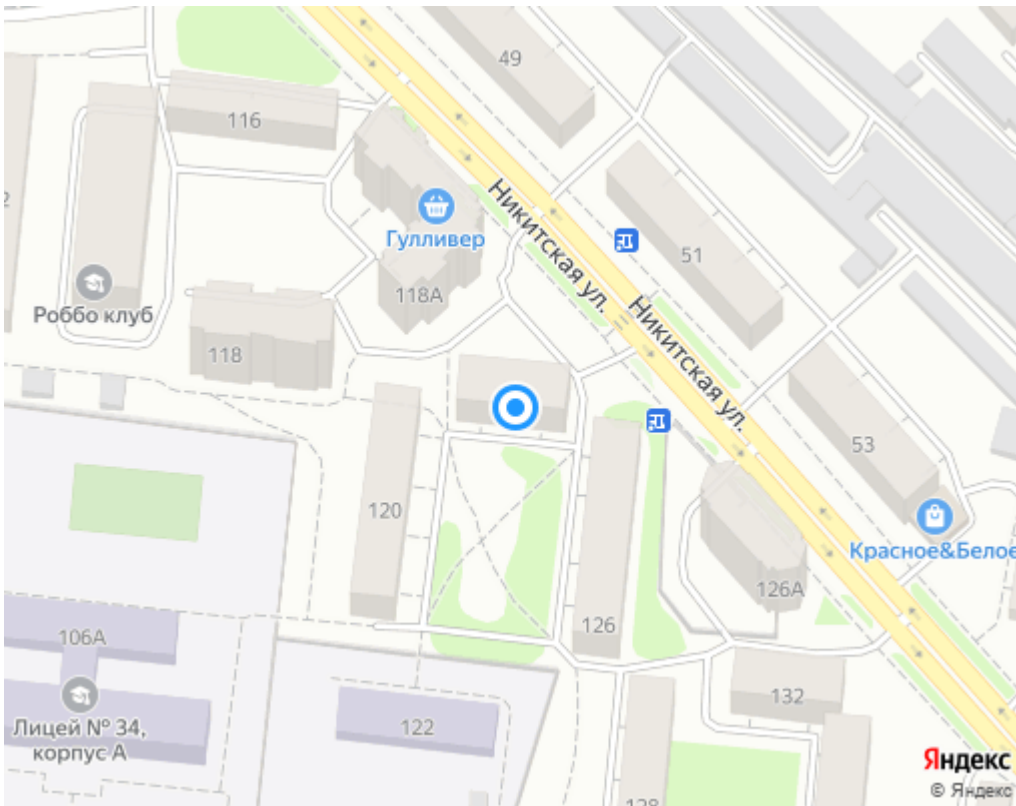 49
116
Никитская ул.
Гулливер
51
118А
Роббо клуб
118
Никитская ул.
53
120
Красное&Белое
126А
126
106А
132
Лицей № 34,
корпус А
122
Яндекс
© Яндекс